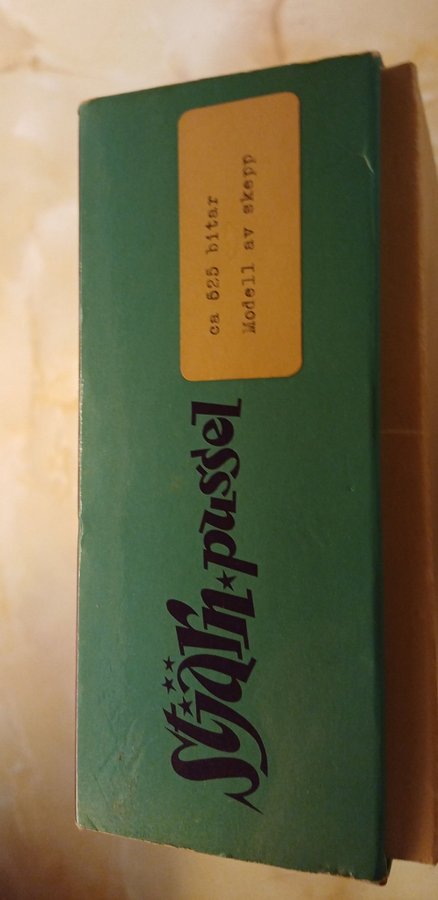 Stjärn★pussel
ca 525 bitar
Modell av skepp